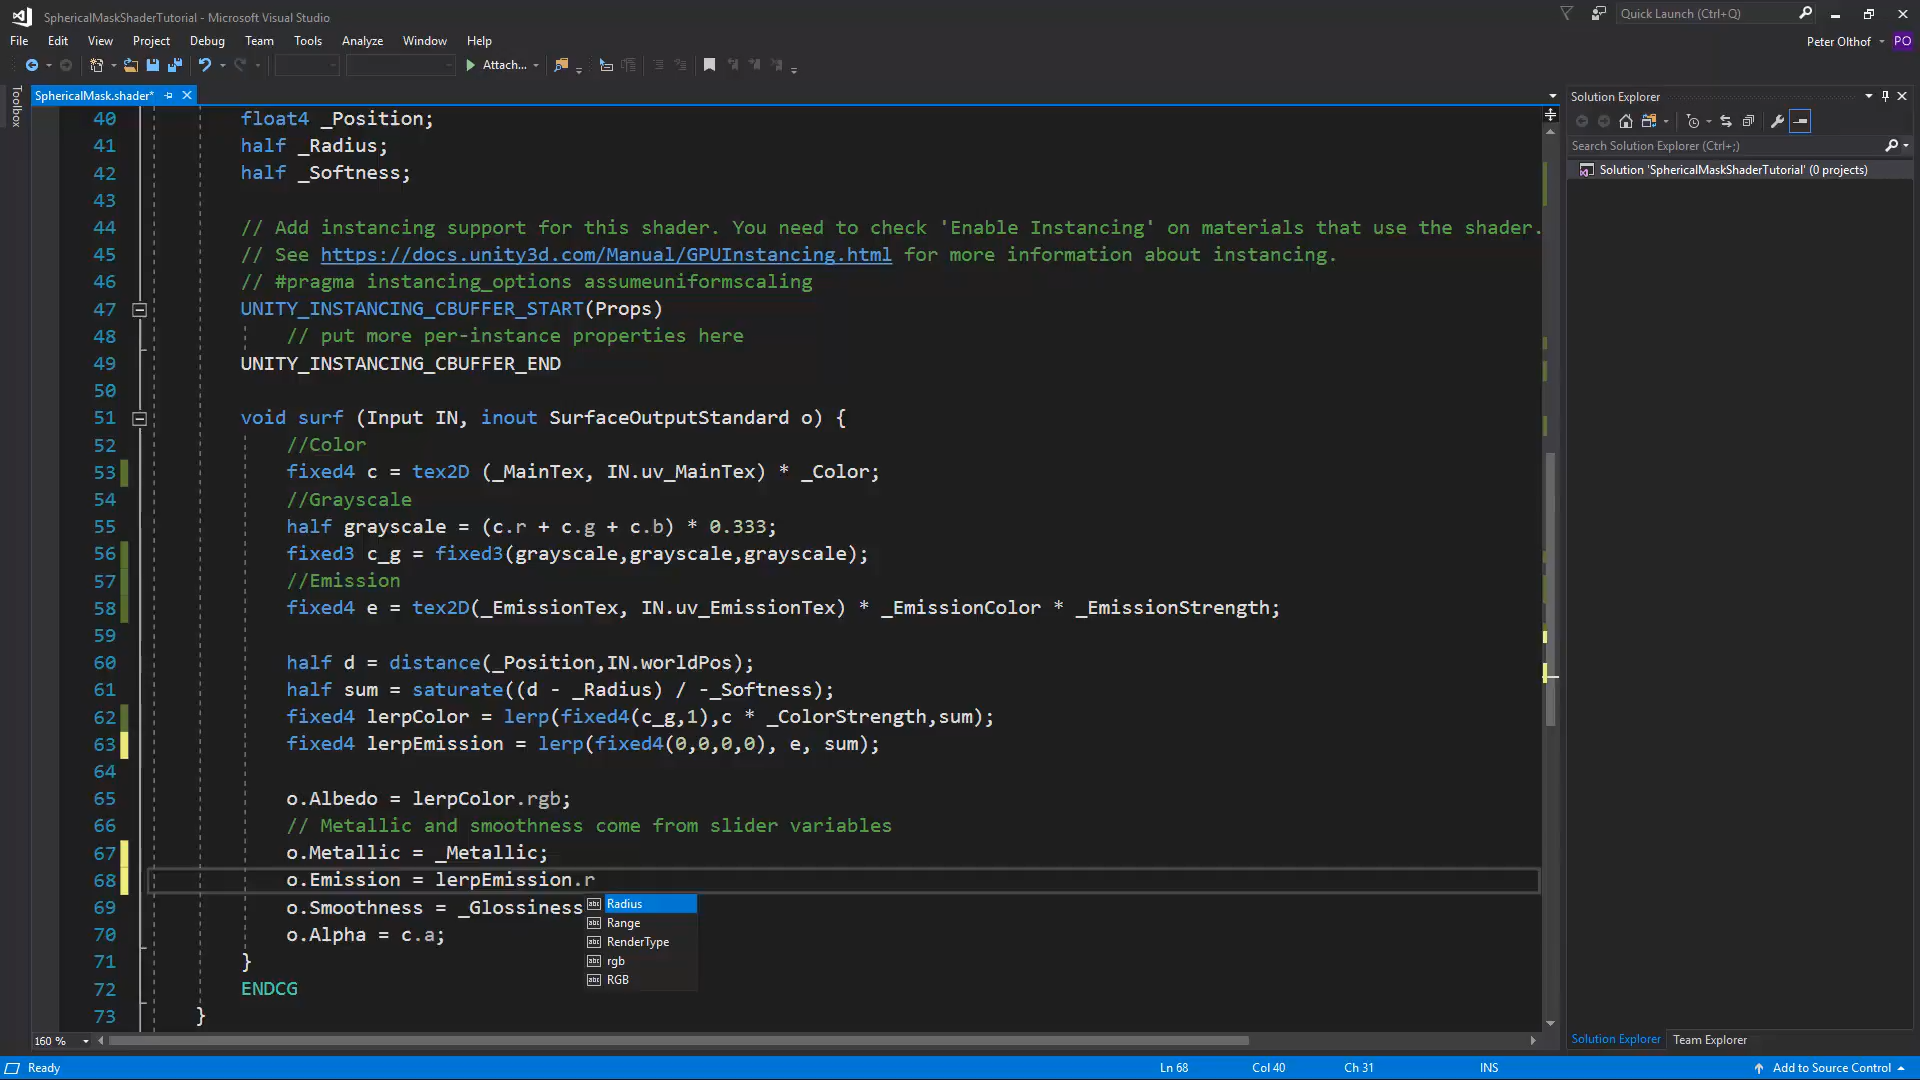 SphericalMaskShaderTutorial - Microsoft Visual Studio
Quick Launch (Ctrl+Q)
File Edit View Project Debug Team Tools Analyze Window Help
Peter Olthof
PO
Attach...
Toolbox
SphericalMask.shader*
40 float4 _Position;
41 half _Radius;
42 half _Softness;
43
44 // Add instancing support for this shader. You need to check 'Enable Instancing' on materials that use the shader.
45 // See https://docs.unity3d.com/Manual/GPUInstancing.html for more information about instancing.
46 // #pragma instancing_options assumeuniformscaling
47 UNITY_INSTANCING_CBUFFER_START(Props)
48 // put more per-instance properties here
49 UNITY_INSTANCING_CBUFFER_END
50
51 void surf (Input IN, inout SurfaceOutputStandard o) {
52 //Color
53 fixed4 c = tex2D (_MainTex, IN.uv_MainTex) * _Color;
54 //Grayscale
55 half grayscale = (c.r + c.g + c.b) * 0.333;
56 fixed3 c_g = fixed3(grayscale,grayscale,grayscale);
57 //Emission
58 fixed4 e = tex2D(_EmissionTex, IN.uv_EmissionTex) * _EmissionColor * _EmissionStrength;
59
60 half d = distance(_Position,IN.worldPos);
61 half sum = saturate((d - _Radius) / -_Softness);
62 fixed4 lerpColor = lerp(fixed4(c_g,1),c * _ColorStrength,sum);
63 fixed4 lerpEmission = lerp(fixed4(0,0,0,0), e, sum);
64
65 o.Albedo = lerpColor.rgb;
66 // Metallic and smoothness come from slider variables
67 o.Metallic = _Metallic;
68 o.Emission = lerpEmission.r
69 o.Smoothness = _Glossiness
70 o.Alpha = c.a;
71 }
72 ENDCG
73 }
Radius
Range
RenderType
rgb
RGB
160 %
Solution Explorer
Search Solution Explorer (Ctrl+;)
Solution 'SphericalMaskShaderTutorial' (0 projects)
Solution Explorer Team Explorer
Ready
Ln 68 Col 40 Ch 31 INS
Add to Source Control